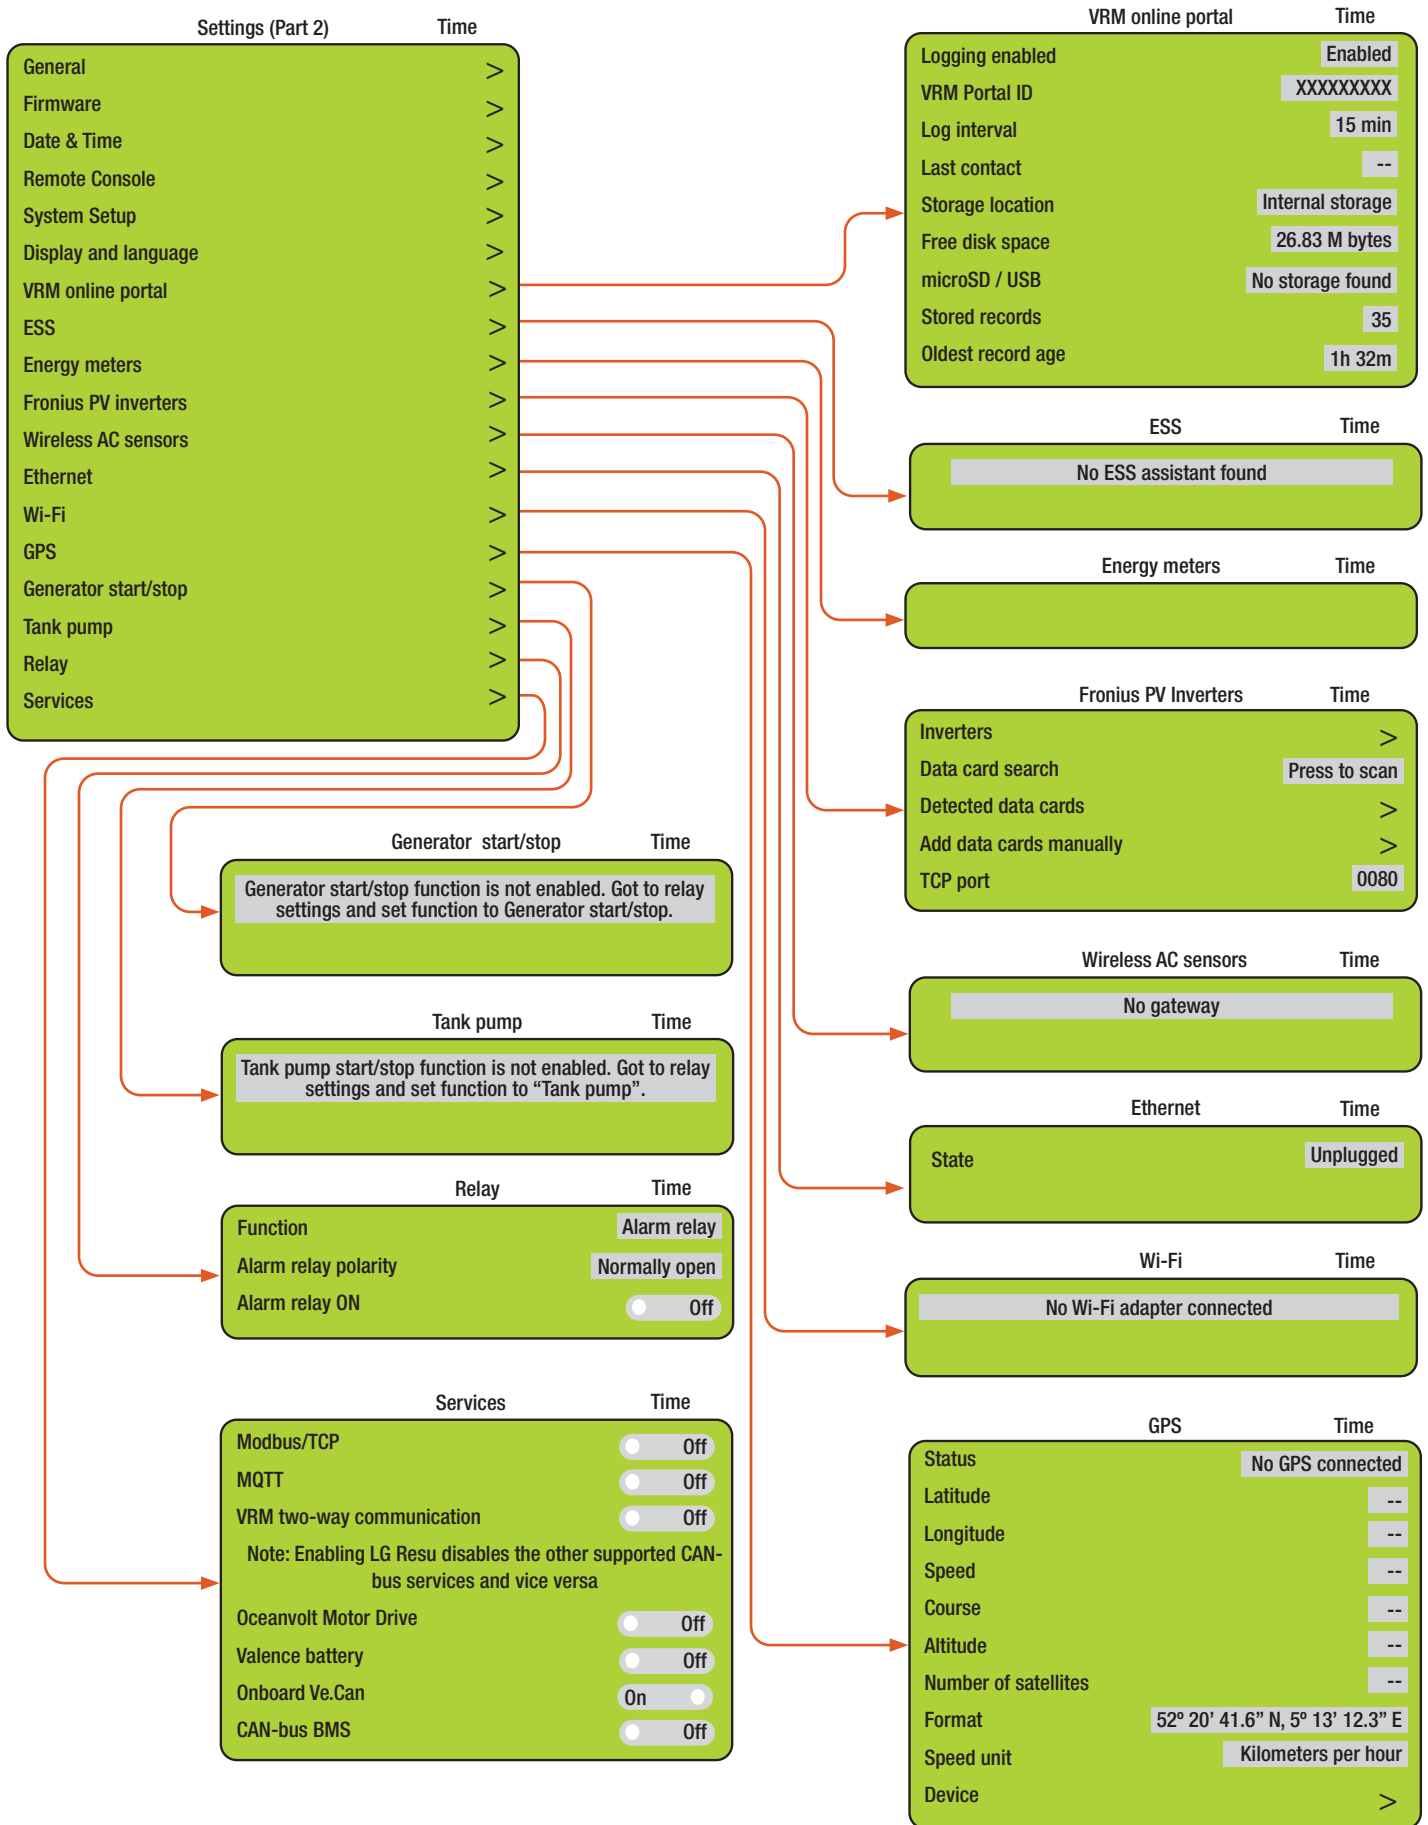 Settings (Part 2) Time
General >
Firmware >
Date & Time >
Remote Console >
System Setup >
Display and language >
VRM online portal >
ESS >
Energy meters >
Fronius PV inverters >
Wireless AC sensors >
Ethernet >
Wi-Fi >
GPS >
Generator start/stop >
Tank pump >
Relay >
Services >
Generator start/stop Time
Generator start/stop function is not enabled. Got to relay
settings and set function to Generator start/stop.
Tank pump Time
Tank pump start/stop function is not enabled. Got to relay
settings and set function to “Tank pump”.
Relay Time
Function Alarm relay
Alarm relay polarity Normally open
Alarm relay ON Off
Services Time
Modbus/TCP Off
MQTT Off
VRM two-way communication Off
Note: Enabling LG Resu disables the other supported CAN-
bus services and vice versa
Oceanvolt Motor Drive Off
Valence battery Off
Onboard Ve.Can On
CAN-bus BMS Off
VRM online portal Time
Logging enabled Enabled
VRM Portal ID XXXXXXXXX
Log interval 15 min
Last contact --
Storage location Internal storage
Free disk space 26.83 M bytes
microSD / USB No storage found
Stored records 35
Oldest record age 1h 32m
ESS Time
No ESS assistant found
Energy meters Time
Fronius PV Inverters Time
Inverters >
Data card search Press to scan
Detected data cards >
Add data cards manually >
TCP port 0080
Wireless AC sensors Time
No gateway
Ethernet Time
State Unplugged
Wi-Fi Time
No Wi-Fi adapter connected
GPS Time
Status No GPS connected
Latitude --
Longitude --
Speed --
Course --
Altitude --
Number of satellites --
Format 52º 20’ 41.6” N, 5º 13’ 12.3” E
Speed unit Kilometers per hour
Device >